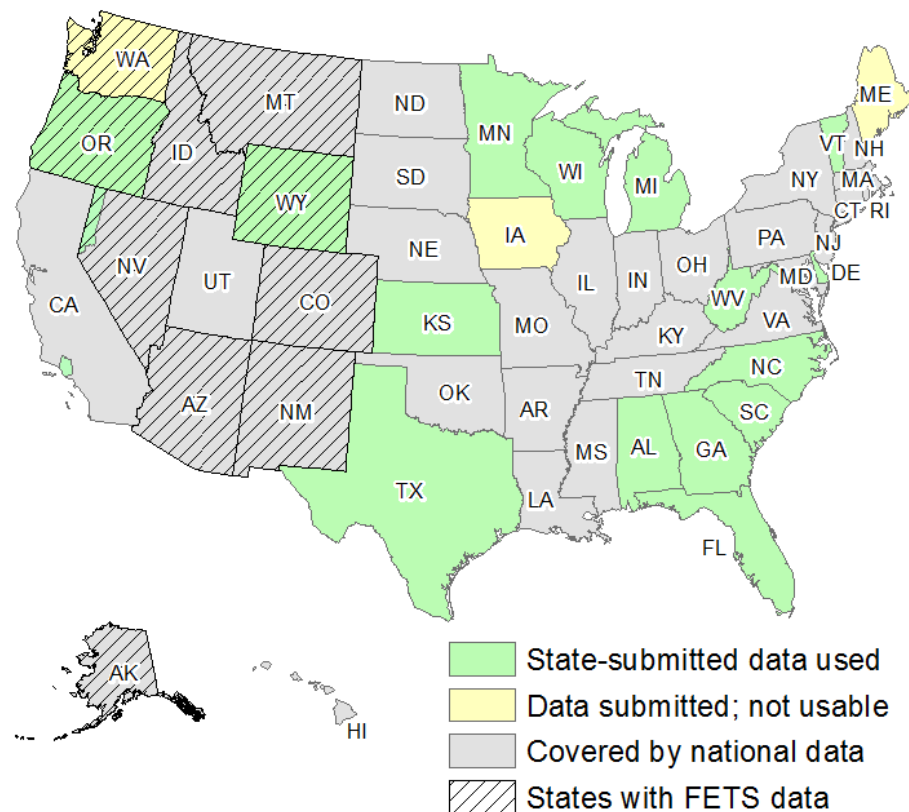 WA
ME
MT
ND
MN
VT
NH
OR
ID
WI
SD
MI
NY
MA
WY
CT RI
IA
NE
PA
NJ
NV
OH
UT
IL
IN
DE
MD
CA
CO
WV
KS
MO
VA
KY
NC
TN
OK
AZ
NM
AR
SC
MS
AL
GA
TX
LA
FL
AK
HI
State-submitted data used
Data submitted; not usable
Covered by national data
States with FETS data